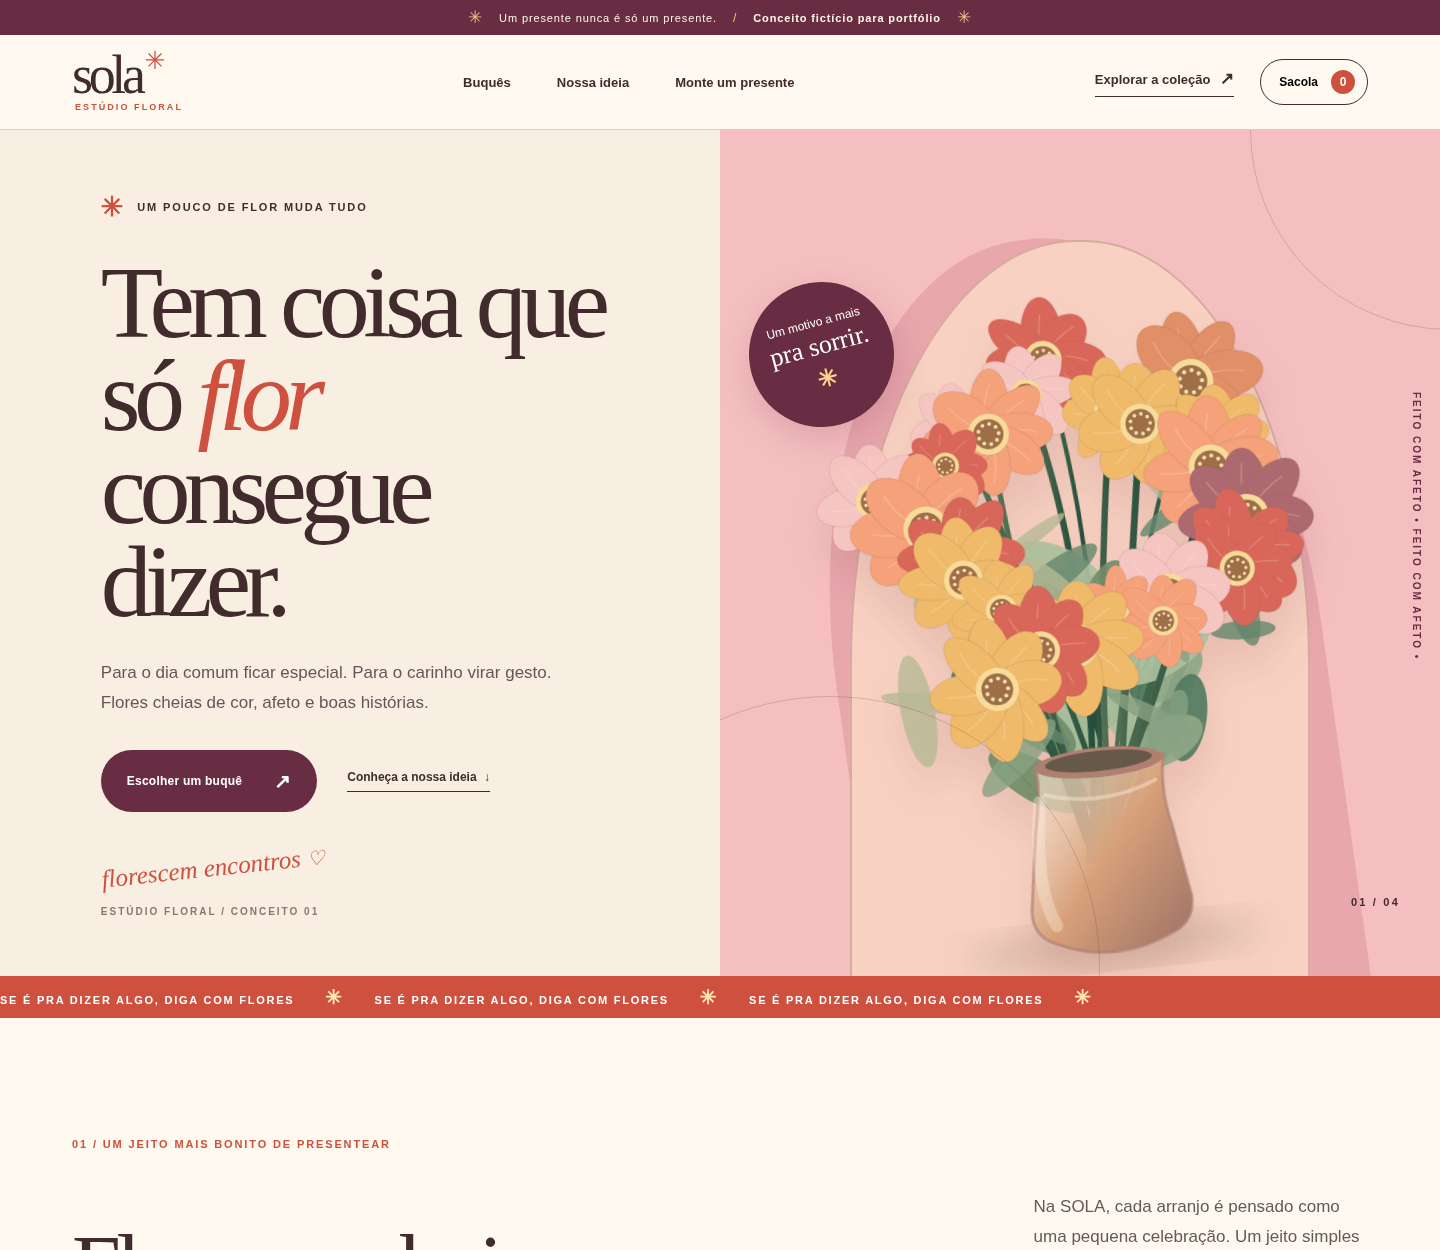 ✳ Um presente nunca é só um presente. / Conceito fictício para portfólio ✳
sola✳
ESTÚDIO FLORAL
Buquês
Nossa ideia
Monte um presente
Explorar a coleção ↗
Sacola 0
✳ UM POUCO DE FLOR MUDA TUDO
Tem coisa que
só flor
consegue
dizer.
Para o dia comum ficar especial. Para o carinho virar gesto.
Flores cheias de cor, afeto e boas histórias.
Escolher um buquê ↗
Conheça a nossa ideia ↓
florescem encontros ♡
ESTÚDIO FLORAL / CONCEITO 01
Um motivo a mais
pra sorrir.
✳
FEITO COM AFETO • FEITO COM AFETO •
01 / 04
SE É PRA DIZER ALGO, DIGA COM FLORES ✳ SE É PRA DIZER ALGO, DIGA COM FLORES ✳ SE É PRA DIZER ALGO, DIGA COM FLORES ✳
01 / UM JEITO MAIS BONITO DE PRESENTEAR
Na SOLA, cada arranjo é pensado como
uma pequena celebração. Um jeito simples